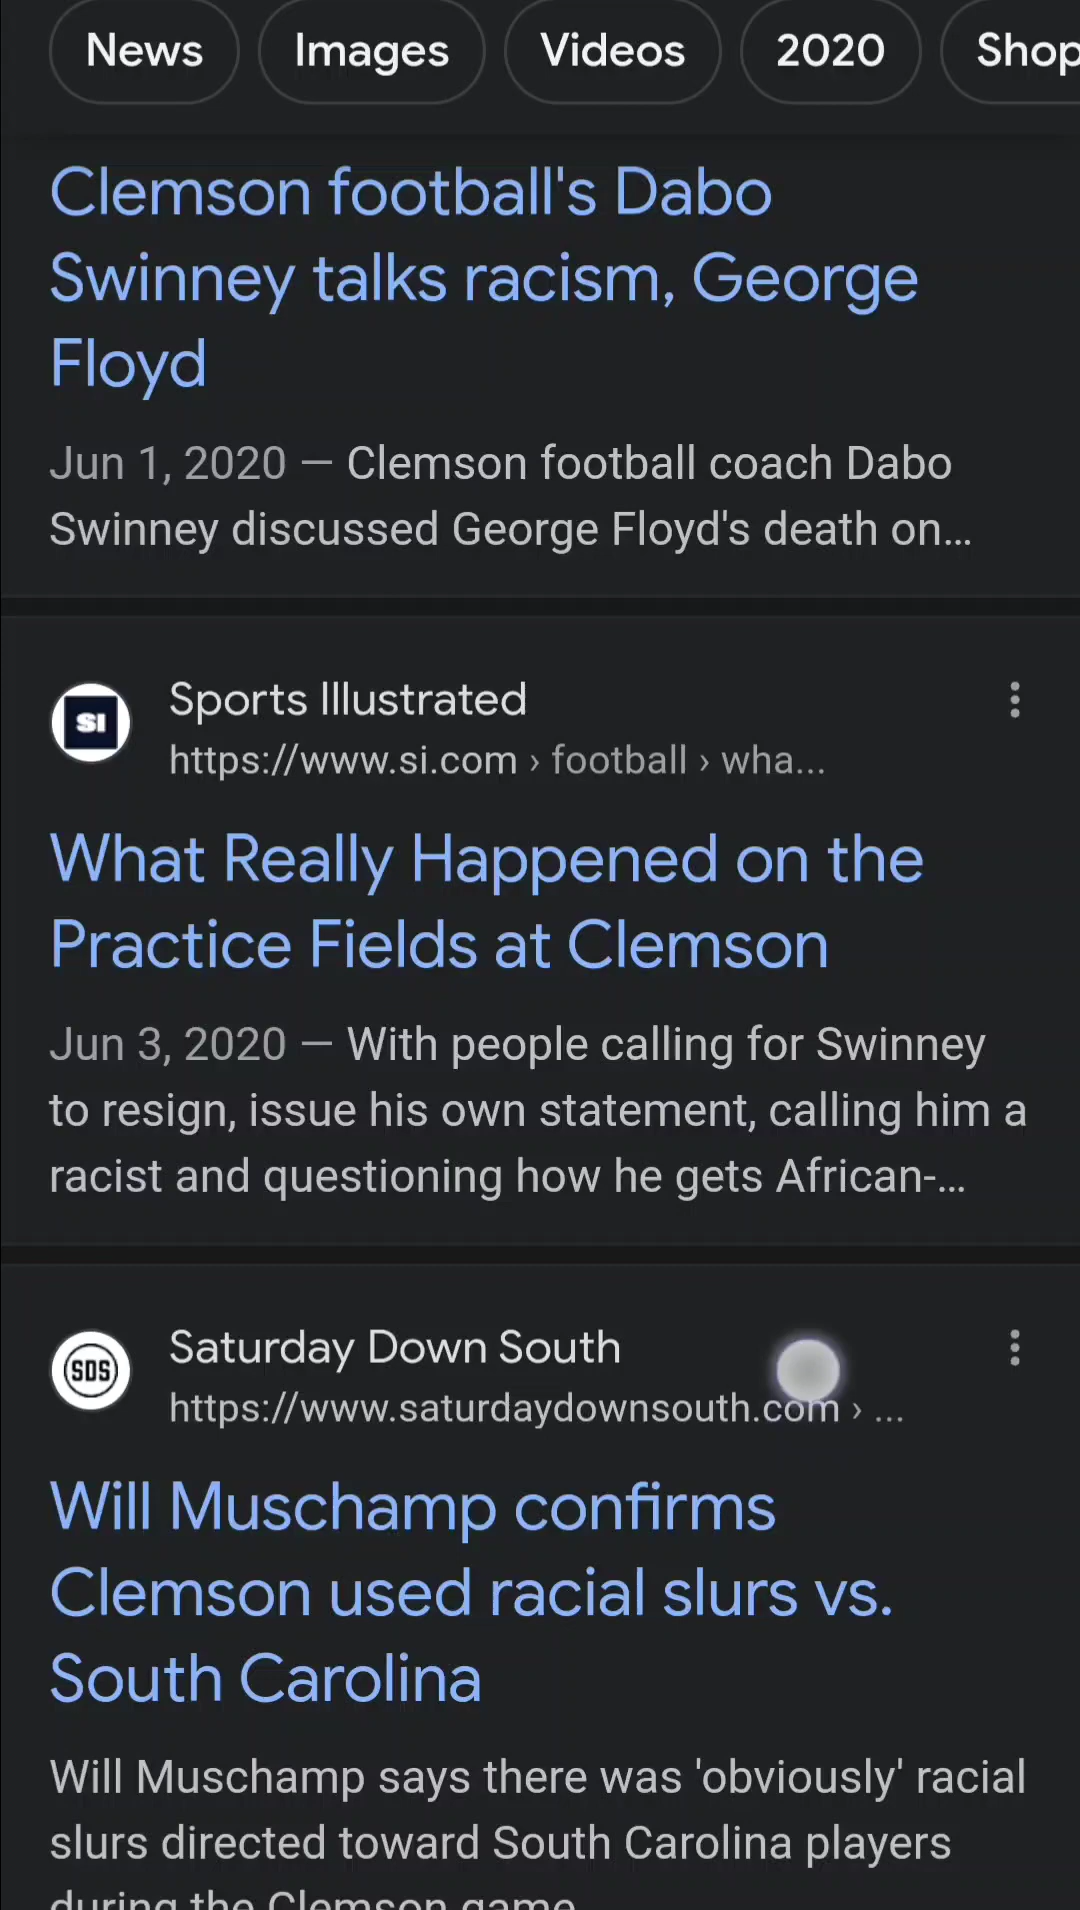 News Images Videos 2020 Shop
Clemson football's Dabo
Swinney talks racism, George
Floyd
Jun 1, 2020 — Clemson football coach Dabo
Swinney discussed George Floyd's death on...
SI
Sports Illustrated
https://www.si.com › football › wha...
What Really Happened on the
Practice Fields at Clemson
Jun 3, 2020 — With people calling for Swinney
to resign, issue his own statement, calling him a
racist and questioning how he gets African-...
SDS
Saturday Down South
https://www.saturdaydownsouth.com › ...
Will Muschamp confirms
Clemson used racial slurs vs.
South Carolina
Will Muschamp says there was 'obviously' racial
slurs directed toward South Carolina players
during the Clemson game